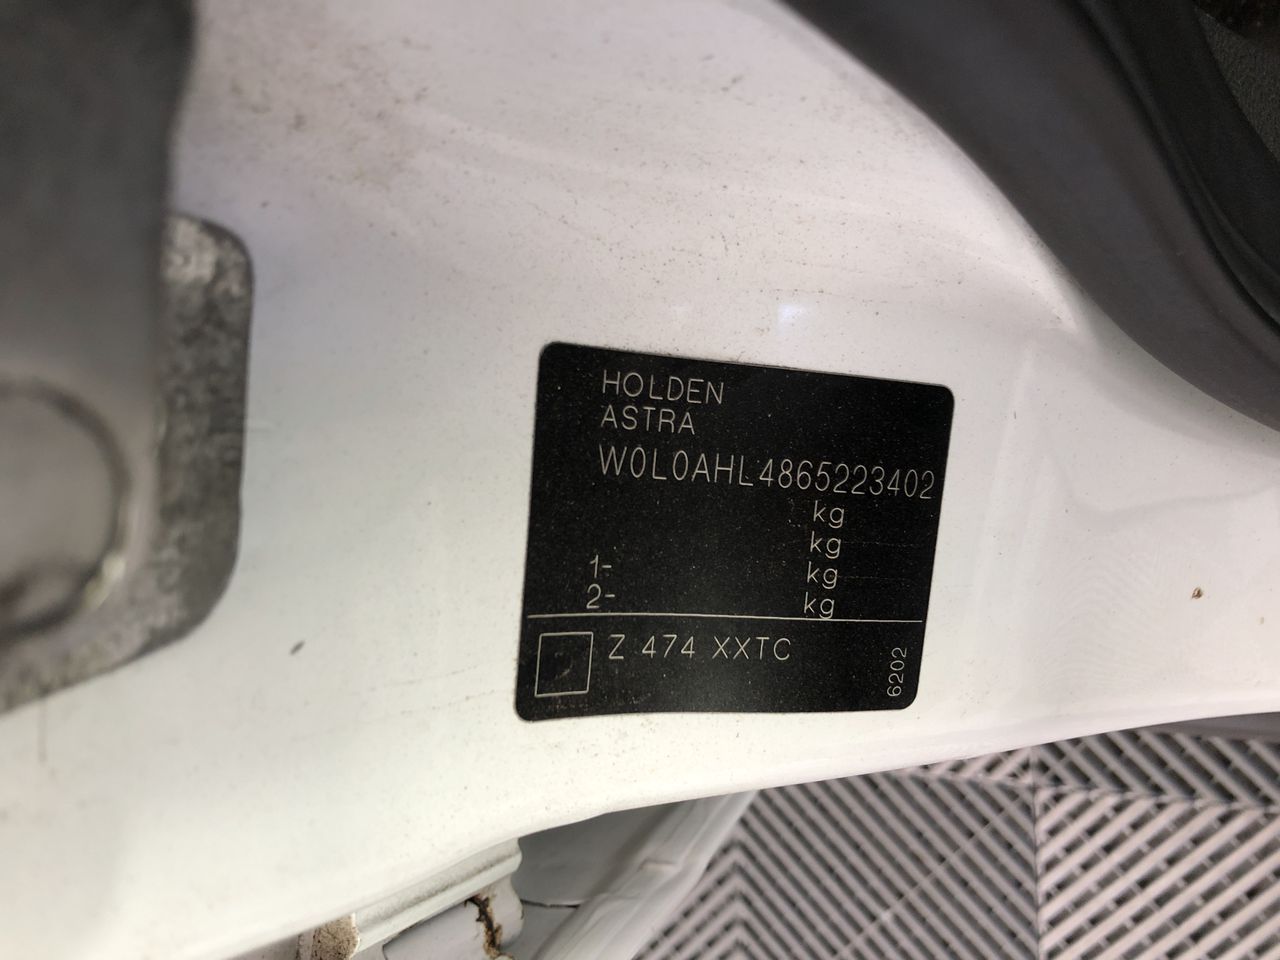 HOLDEN
ASTRA
W0L0AHL4865223402
kg
kg
1- kg
2- kg
Z 474 XXTC
6202